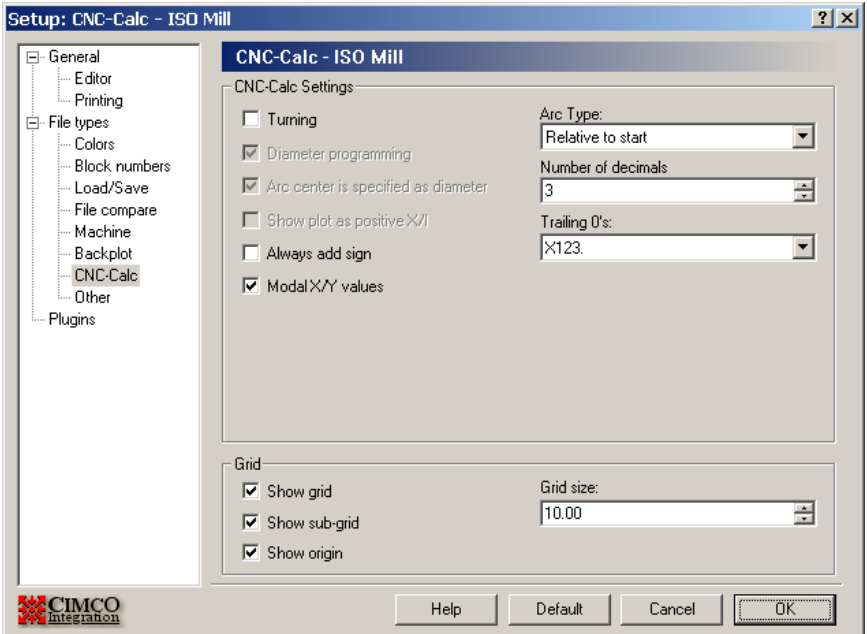 Setup: CNC-Calc - ISO Mill
General
Editor
Printing
File types
Colors
Block numbers
Load/Save
File compare
Machine
Backplot
CNC-Calc
Other
Plugins
CNC-Calc - ISO Mill
CNC-Calc Settings
Turning
Diameter programming
Arc center is specified as diameter
Show plot as positive X/I
Always add sign
Modal X/Y values
Arc Type:
Relative to start
Number of decimals
3
Trailing 0's:
X123.
Grid
Show grid
Show sub-grid
Show origin
Grid size:
10.00
CIMCO
Integration
Help
Default
Cancel
OK